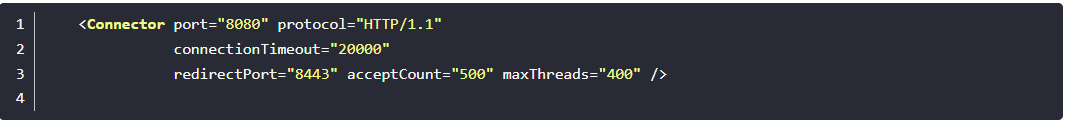 1 <Connector port="8080" protocol="HTTP/1.1"
2 connectionTimeout="20000"
3 redirectPort="8443" acceptCount="500" maxThreads="400" />
4